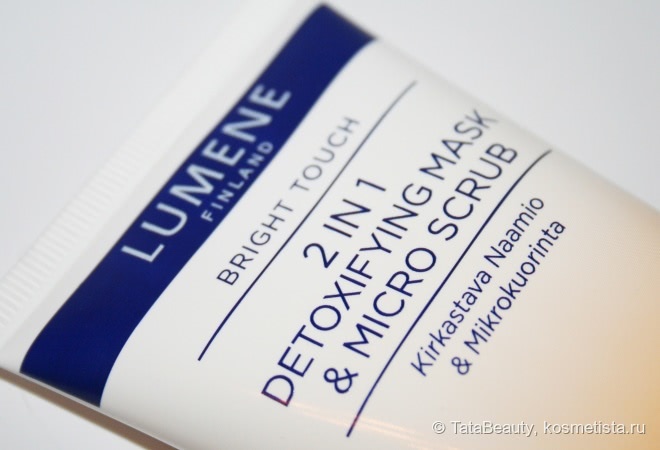 LUMENE
FINLAND
BRIGHT TOUCH
2 IN 1
DETOXIFYING MASK
& MICRO SCRUB
Kirkastava Naamio
& Mikrokuorinta
© TataBeauty, kosmetista.ru